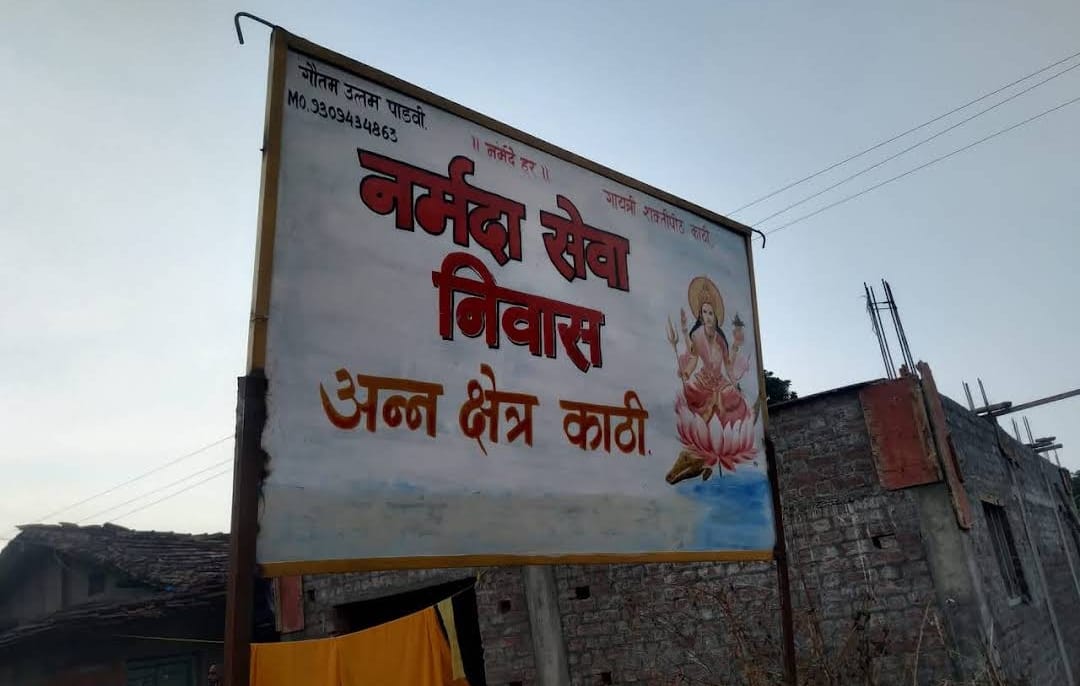 गौतम उत्तम पाडवी.
MO.9309434863
॥ नर्मदे हर ॥
गायत्री शक्तीपीठ काठी.
नर्मदा सेवा
निवास
अन्न क्षेत्र काठी.